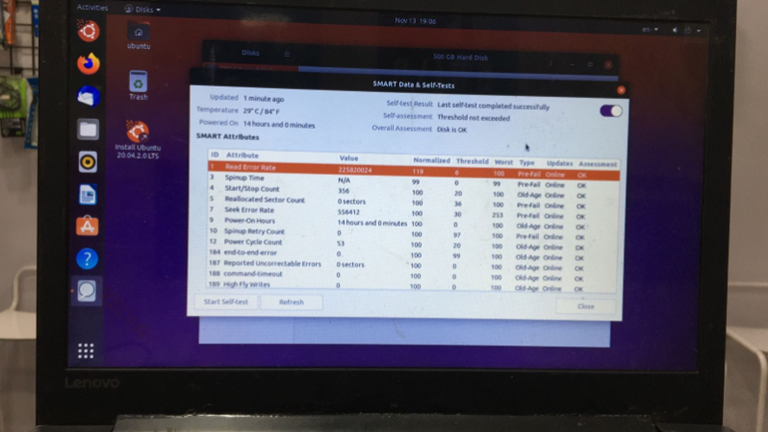 Activities Disks Nov 13 19:06 en
ubuntu
Trash
Install Ubuntu
20.04.2.0 LTS
Disks 500 GB Hard Disk
SMART Data & Self-Tests
Updated 1 minute ago Self-test Result Last self-test completed successfully
Temperature 29° C / 84° F Self-assessment Threshold not exceeded
Powered On 14 hours and 0 minutes Overall Assessment Disk is OK
SMART Attributes
ID Attribute Value Normalized Threshold Worst Type Updates Assessment
1 Read Error Rate 225820024 119 6 100 Pre-Fail Online OK
3 Spinup Time N/A 99 0 99 Pre-Fail Online OK
4 Start/Stop Count 356 100 20 100 Old-Age Online OK
5 Reallocated Sector Count 0 sectors 100 36 100 Pre-Fail Online OK
7 Seek Error Rate 556412 100 30 253 Pre-Fail Online OK
9 Power-On Hours 14 hours and 0 minutes 100 0 100 Old-Age Online OK
10 Spinup Retry Count 0 100 97 100 Pre-Fail Online OK
12 Power Cycle Count 53 100 20 100 Old-Age Online OK
184 end-to-end-error 0 100 99 100 Old-Age Online OK
187 Reported Uncorrectable Errors 0 sectors 100 0 100 Old-Age Online OK
188 command-timeout 0 100 0 100 Old-Age Online OK
189 High Fly Writes 0 100 0 100 Old-Age Online OK
Start Self-test Refresh Close
Lenovo